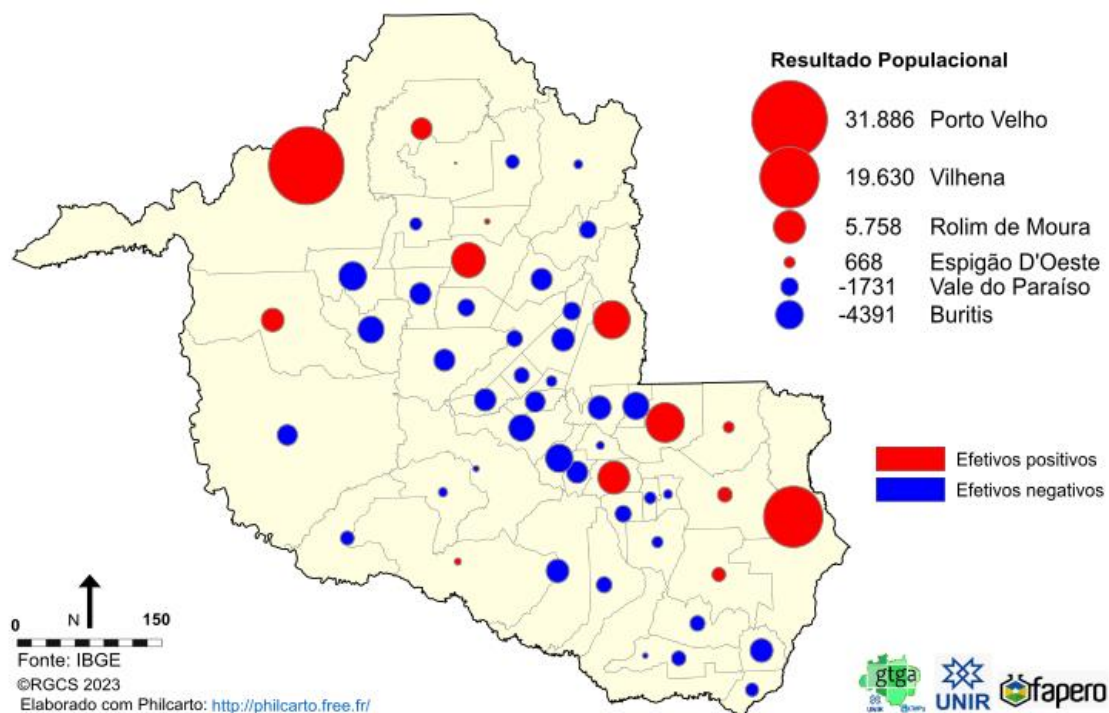 Resultado Populacional
31.886 Porto Velho
19.630 Vilhena
5.758 Rolim de Moura
668 Espigão D'Oeste
-1731 Vale do Paraíso
-4391 Buritis
Efetivos positivos
Efetivos negativos
N
0 150
Fonte: IBGE
©RGCS 2023
Elaborado com Philcarto: http://philcarto.free.fr/
gtga
UNIR
UNIR
fapero